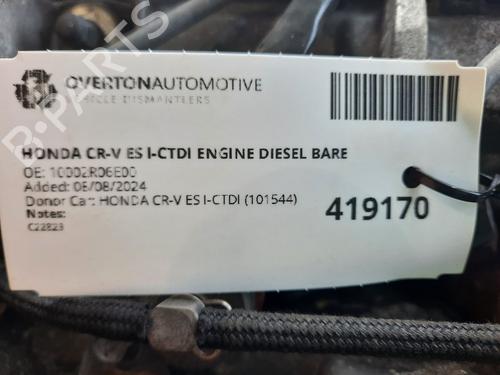 OVERTONAUTOMOTIVE
VEHICLE DISMANTLERS
HONDA CR-V ES I-CTDI ENGINE DIESEL BARE
OE: 10002R06E00
Added: 06/08/2024
Donor Car: HONDA CR-V ES I-CTDI (101544)
Notes:
C22823
419170
B-PARTS